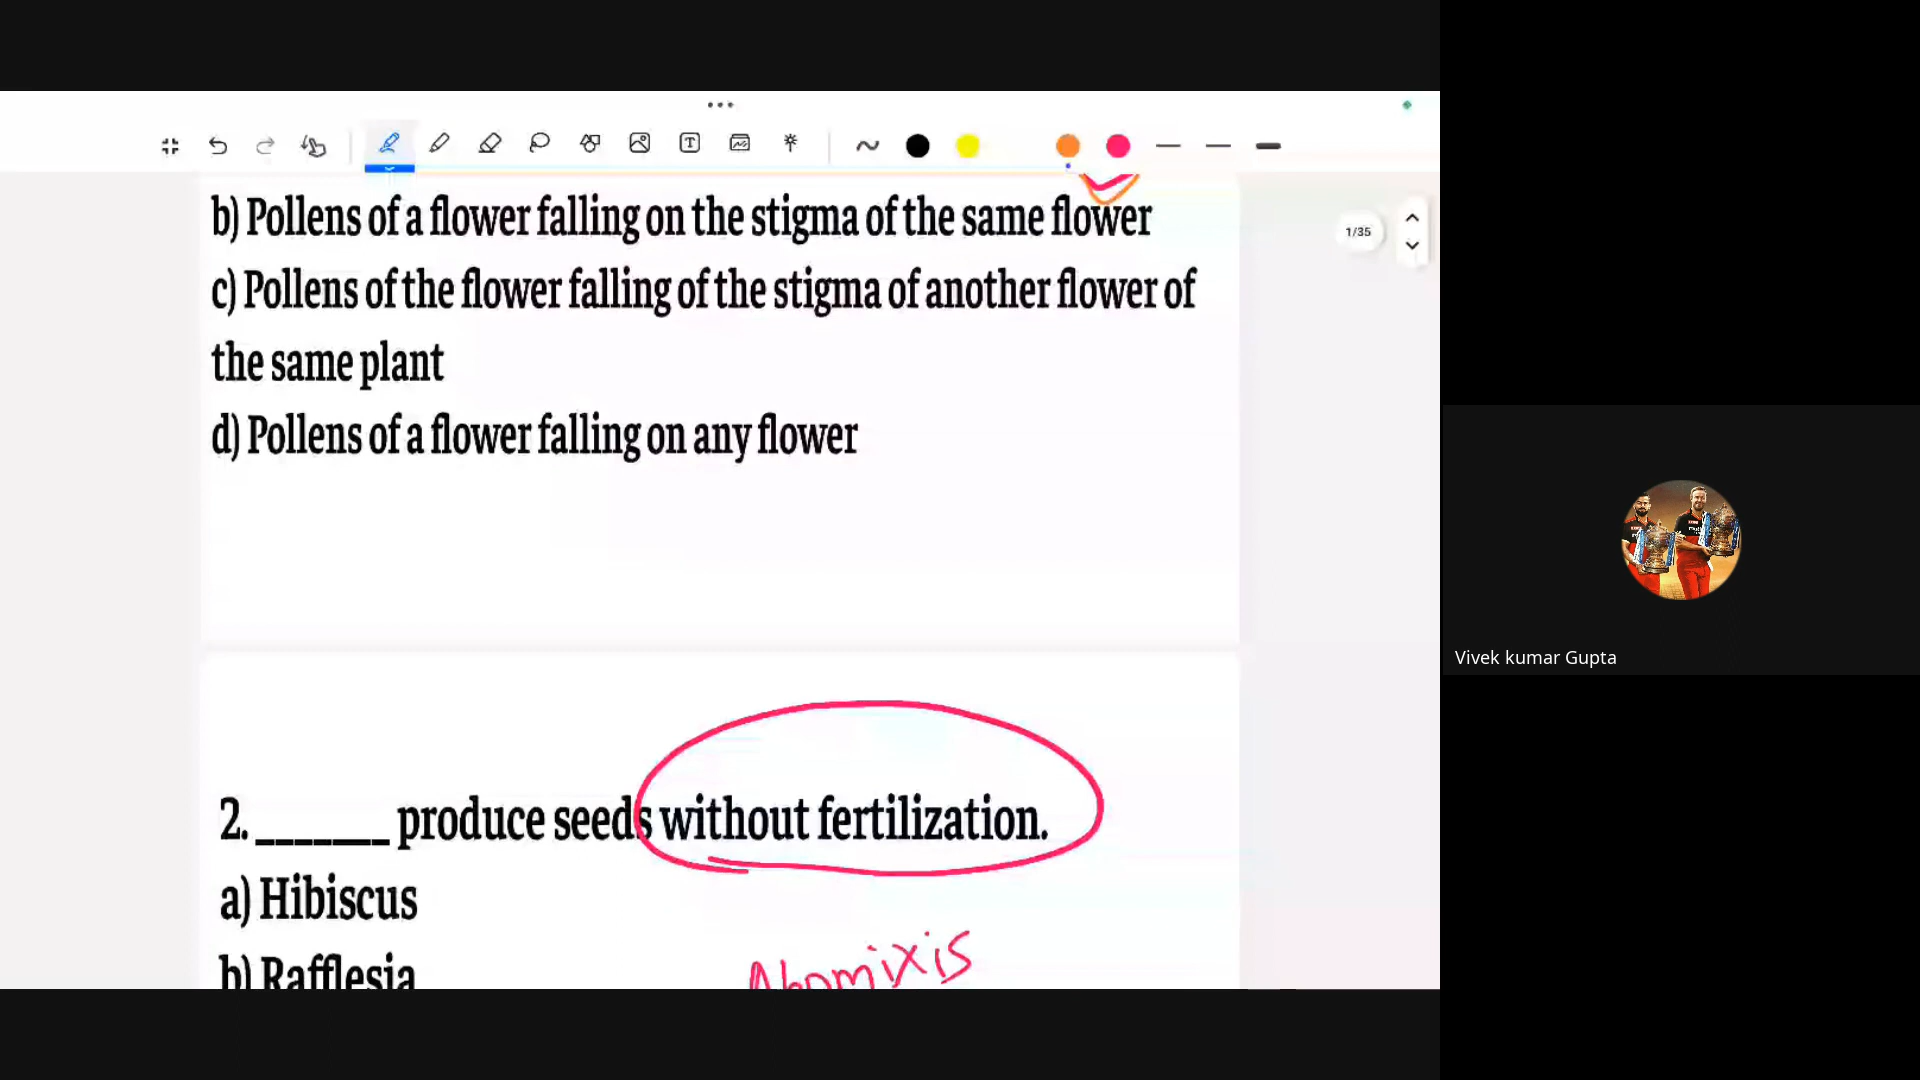 1/35
b) Pollens of a flower falling on the stigma of the same flower
c) Pollens of the flower falling of the stigma of another flower of
the same plant
d) Pollens of a flower falling on any flower
2. _______ produce seeds without fertilization.
a) Hibiscus
b) Rafflesia
Apomixis
Vivek kumar Gupta